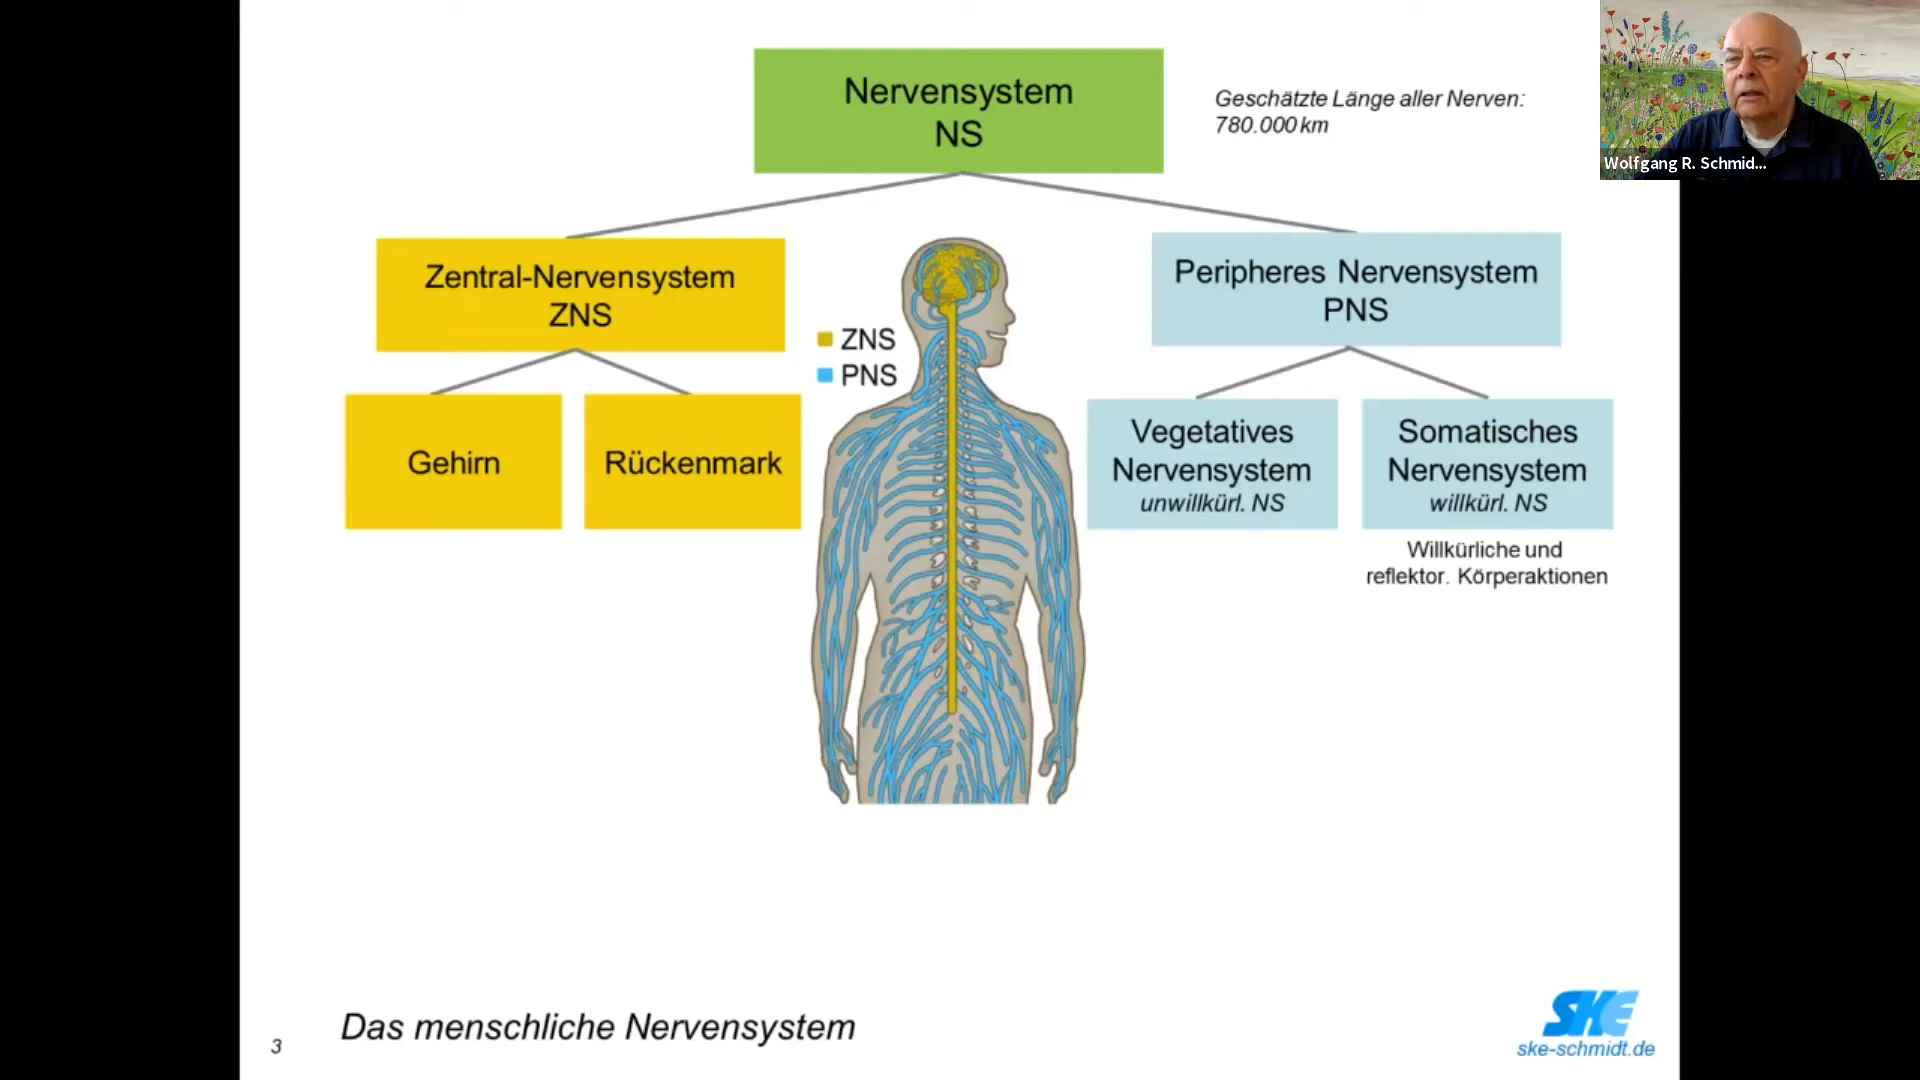 Nervensystem
NS
Geschätzte Länge aller Nerven:
780.000 km
Wolfgang R. Schmid...
Zentral-Nervensystem
ZNS
Peripheres Nervensystem
PNS
ZNS
PNS
Gehirn
Rückenmark
Vegetatives
Nervensystem
unwillkürl. NS
Somatisches
Nervensystem
willkürl. NS
Willkürliche und
reflektor. Körperaktionen
Das menschliche Nervensystem
3
SKE
ske-schmidt.de